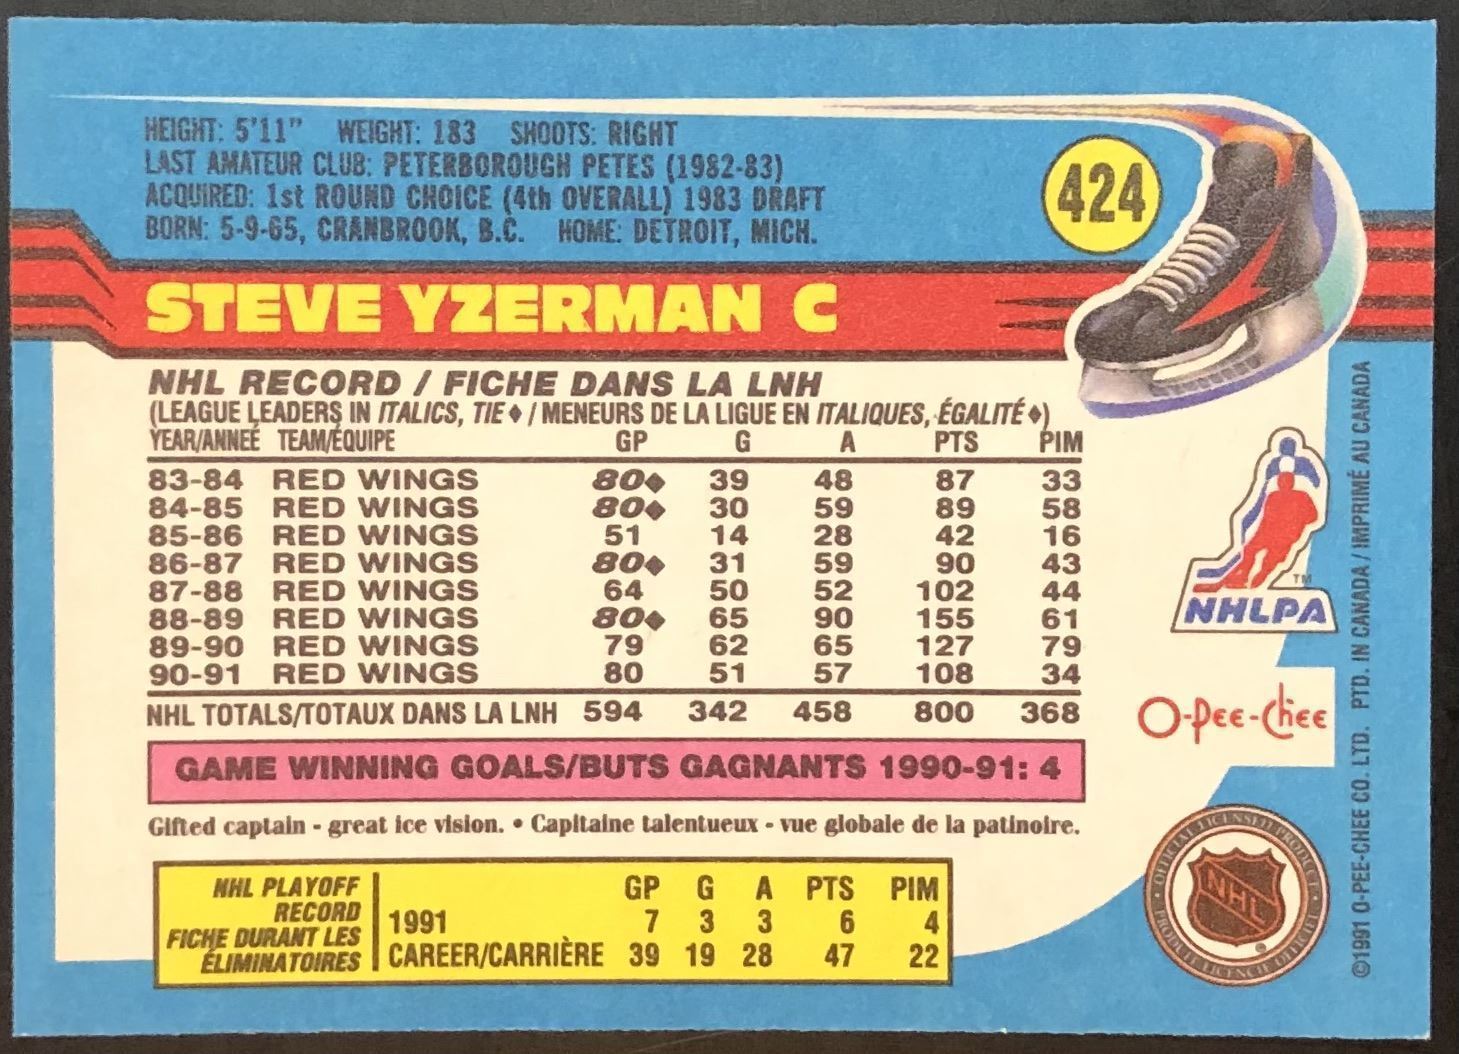 HEIGHT: 5'11" WEIGHT: 183 SHOOTS: RIGHT
LAST AMATEUR CLUB: PETERBOROUGH PETES (1982-83)
ACQUIRED: 1st ROUND CHOICE (4th OVERALL) 1983 DRAFT
BORN: 5-9-65, CRANBROOK, B.C. HOME: DETROIT, MICH.
424
STEVE YZERMAN C
NHL RECORD / FICHE DANS LA LNH
(LEAGUE LEADERS IN ITALICS, TIE ♦ / MENEURS DE LA LIGUE EN ITALIQUES, ÉGALITÉ ♦)
YEAR/ANNEÉ TEAM/ÉQUIPE GP G A PTS PIM
83-84 RED WINGS 80♦ 39 48 87 33
84-85 RED WINGS 80♦ 30 59 89 58
85-86 RED WINGS 51 14 28 42 16
86-87 RED WINGS 80♦ 31 59 90 43
87-88 RED WINGS 64 50 52 102 44
88-89 RED WINGS 80♦ 65 90 155 61
89-90 RED WINGS 79 62 65 127 79
90-91 RED WINGS 80 51 57 108 34
NHL TOTALS/TOTAUX DANS LA LNH 594 342 458 800 368
GAME WINNING GOALS/BUTS GAGNANTS 1990-91: 4
Gifted captain - great ice vision. • Capitaine talentueux - vue globale de la patinoire.
NHL PLAYOFF
RECORD
FICHE DURANT LES
ÉLIMINATOIRES
GP G A PTS PIM
1991 7 3 3 6 4
CAREER/CARRIÈRE 39 19 28 47 22
TM
NHLPA
O-Pee-Chee
OFFICIAL LICENSED PRODUCT
NHL
®
PRODUIT LICENCIE OFFICIEL
©1991 O-PEE-CHEE CO. LTD. PTD. IN CANADA / IMPRIMÉ AU CANADA